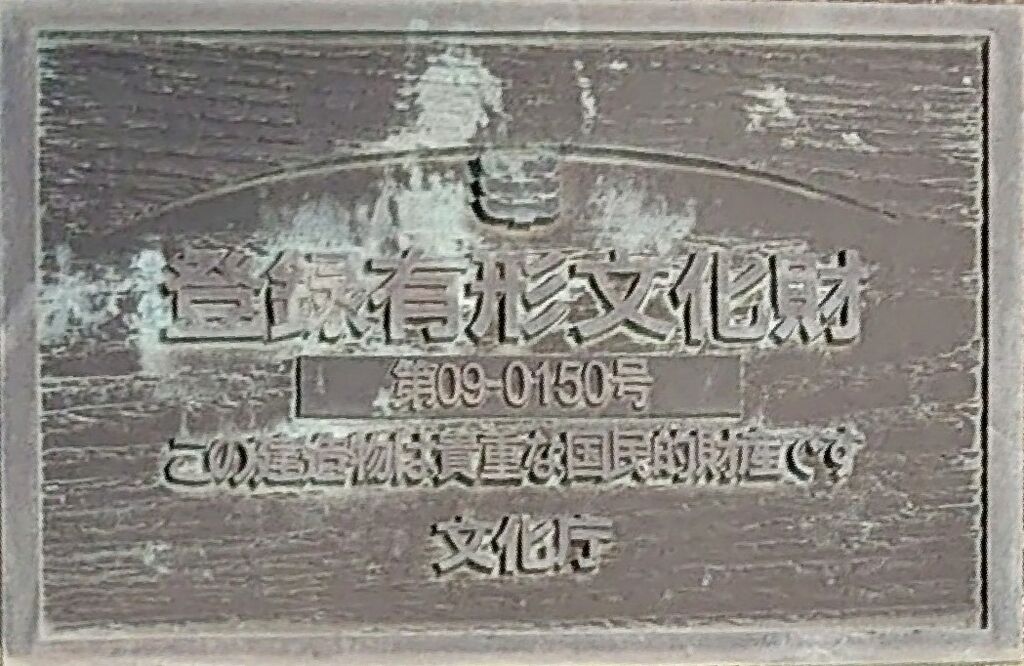 登録有形文化財
第09-0150号
この建造物は貴重な国民的財産です
文化庁